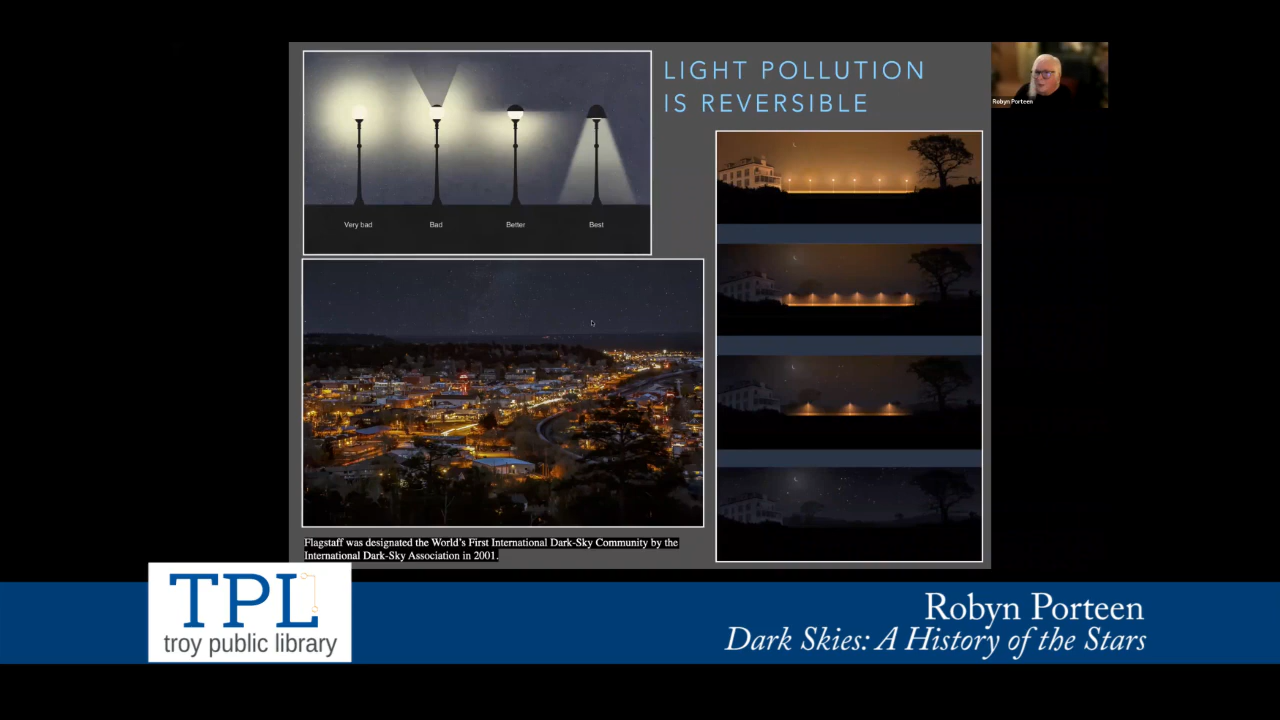 LIGHT POLLUTION
IS REVERSIBLE
Robyn Porteen
Very bad
Bad
Better
Best
Flagstaff was designated the World's First International Dark-Sky Community by the
International Dark-Sky Association in 2001.
TPL
troy public library
Robyn Porteen
Dark Skies: A History of the Stars